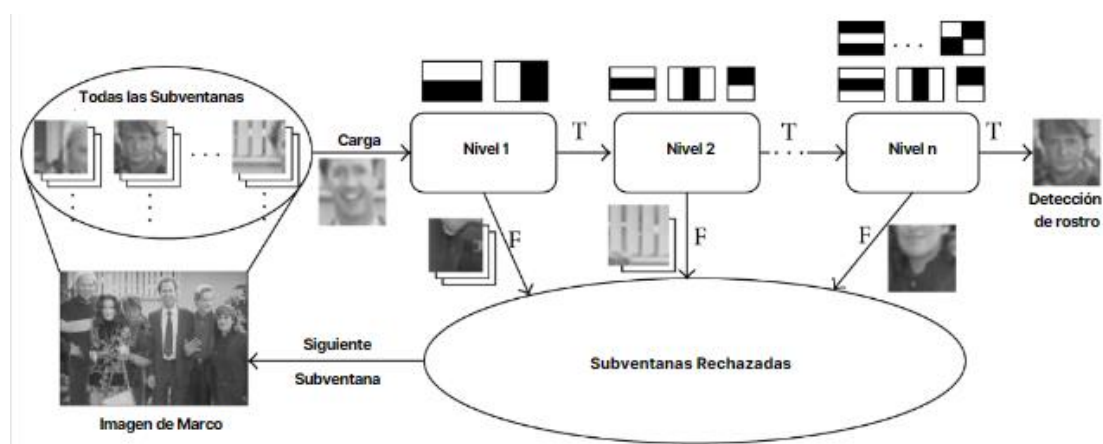 Todas las Subventanas
Carga
Nivel 1
T
Nivel 2
T
Nivel n
T
Detección
de rostro
F
F
F
Siguiente
Subventana
Subventanas Rechazadas
Imagen de Marco